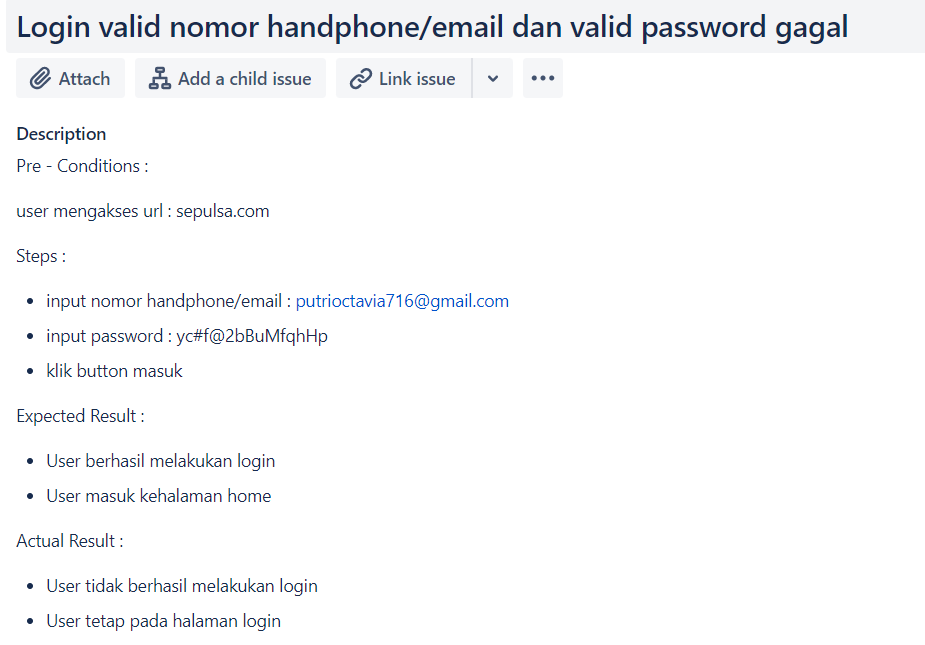 Login valid nomor handphone/email dan valid password gagal
Attach
Add a child issue
Link issue
Description
Pre - Conditions :
user mengakses url : sepulsa.com
Steps :
input nomor handphone/email : putrioctavia716@gmail.com
input password : yc#f@2bBuMfqhHp
klik button masuk
Expected Result :
User berhasil melakukan login
User masuk kehalaman home
Actual Result :
User tidak berhasil melakukan login
User tetap pada halaman login